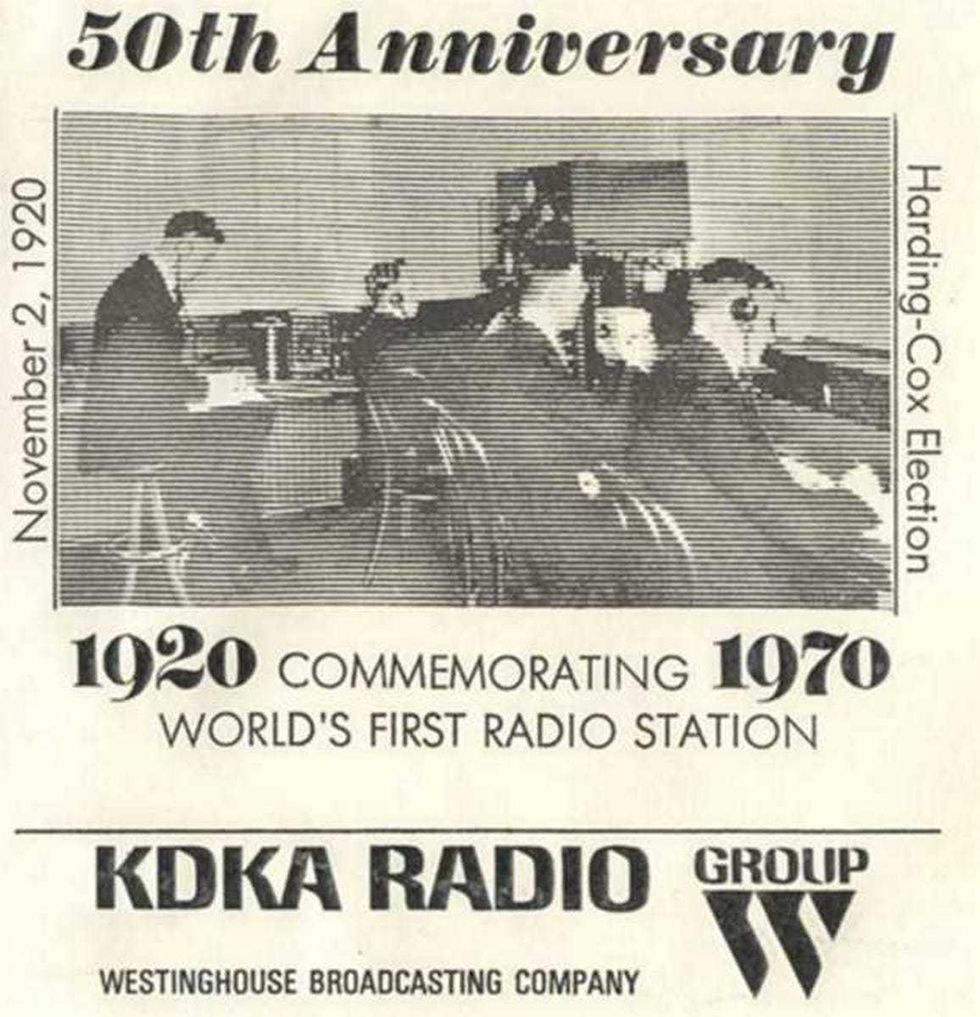 50th Anniversary
November 2, 1920
Harding-Cox Election
1920 COMMEMORATING 1970
WORLD'S FIRST RADIO STATION
KDKA RADIO
GROUP
W
WESTINGHOUSE BROADCASTING COMPANY